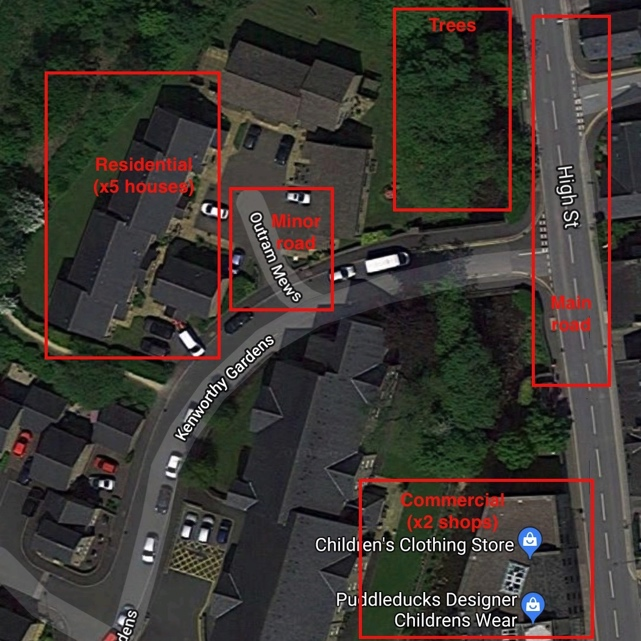 Trees
Residential
(x5 houses)
High St
Minor
road
Outram Mews
Main
road
Kenworthy Gardens
Commercial
(x2 shops)
Children's Clothing Store
Puddleducks Designer
Childrens Wear
dens